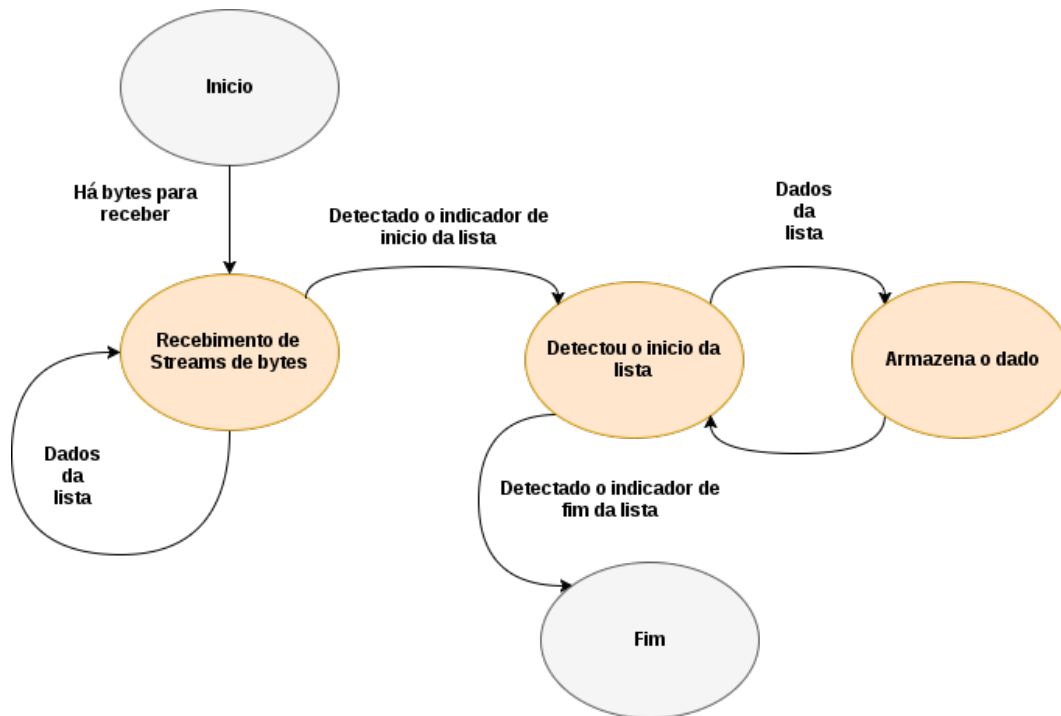 Inicio
Há bytes para
receber
Detectado o indicador de
inicio da lista
Dados
da
lista
Recebimento de
Streams de bytes
Detectou o inicio da
lista
Armazena o dado
Dados
da
lista
Detectado o indicador de
fim da lista
Fim